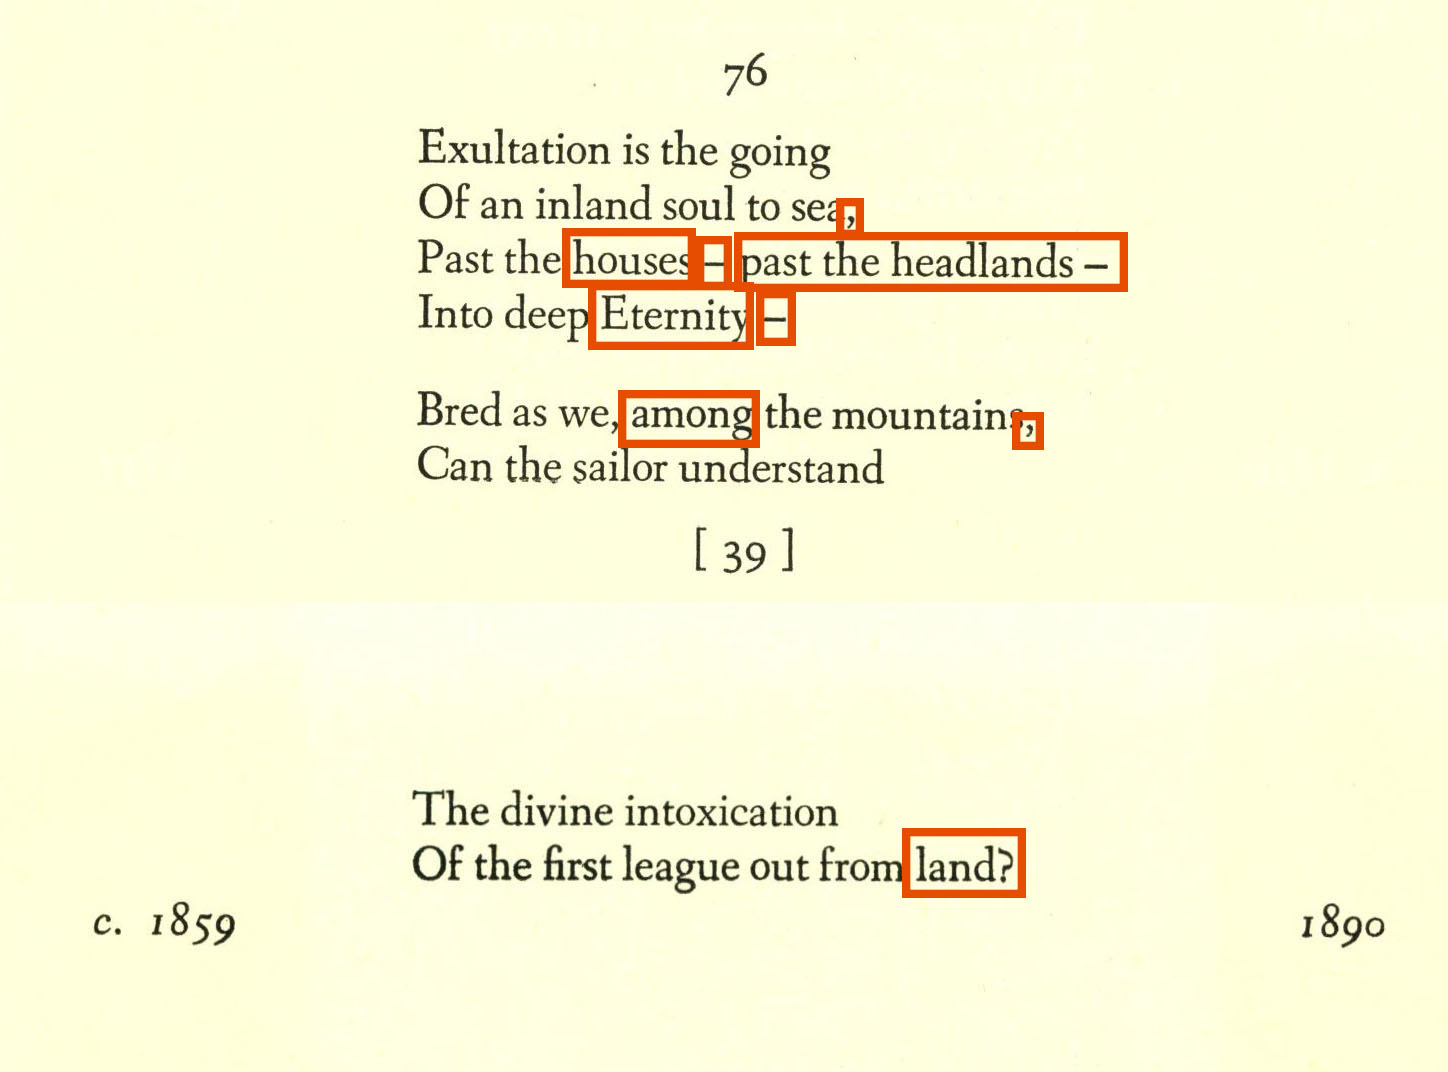 76
Exultation is the going
Of an inland soul to sea,
Past the houses – past the headlands –
Into deep Eternity –
Bred as we, among the mountains,
Can the sailor understand
[ 39 ]
The divine intoxication
Of the first league out from land?
c. 1859 1890